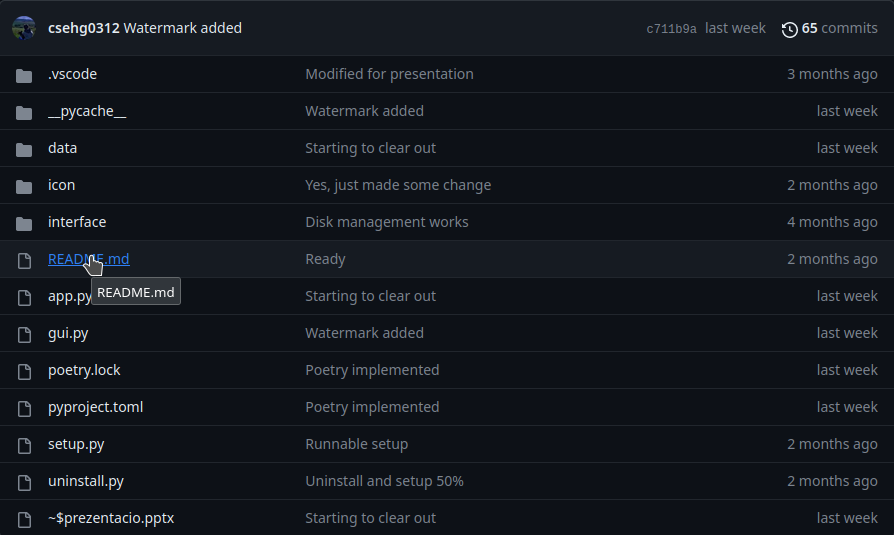 csehg0312 Watermark added c711b9a last week 65 commits
.vscode Modified for presentation 3 months ago
__pycache__ Watermark added last week
data Starting to clear out last week
icon Yes, just made some change 2 months ago
interface Disk management works 4 months ago
README.md Ready 2 months ago
README.md
app.py Starting to clear out last week
gui.py Watermark added last week
poetry.lock Poetry implemented last week
pyproject.toml Poetry implemented last week
setup.py Runnable setup 2 months ago
uninstall.py Uninstall and setup 50% 2 months ago
~$prezentacio.pptx Starting to clear out last week